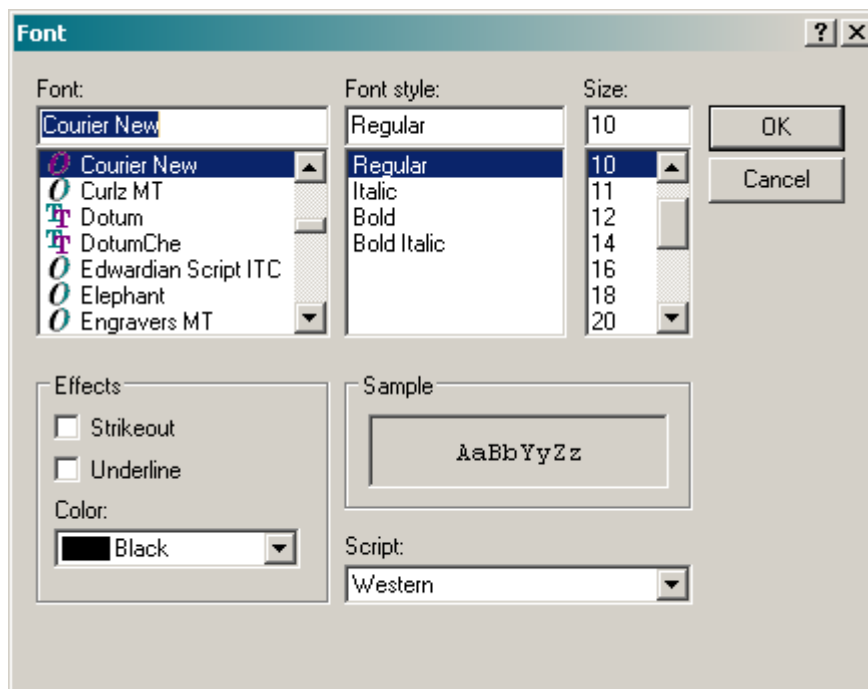 Font
Font: Font style: Size:
Courier New Regular 10 OK
Courier New Regular 10 Cancel
Curlz MT Italic 11
Dotum Bold 12
DotumChe Bold Italic 14
Edwardian Script ITC 16
Elephant 18
Engravers MT 20
Effects Sample
Strikeout
AaBbYyZz
Underline
Color:
Black
Script:
Western